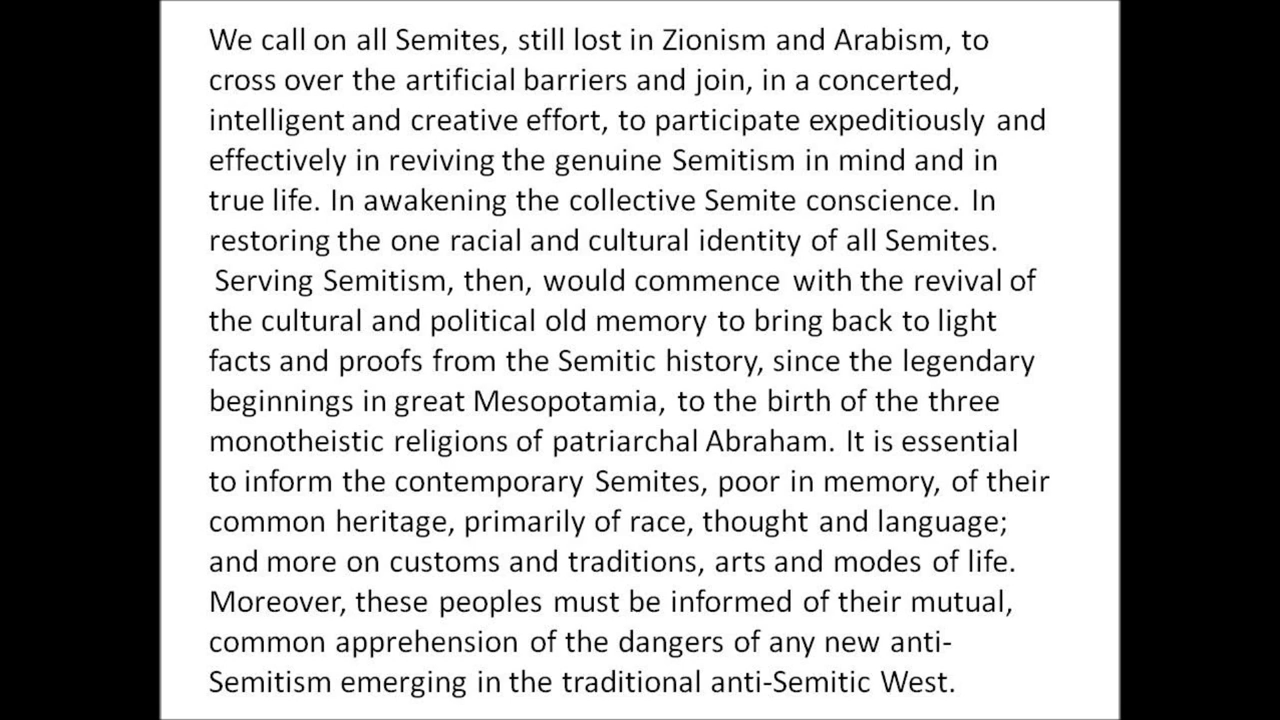 We call on all Semites, still lost in Zionism and Arabism, to
cross over the artificial barriers and join, in a concerted,
intelligent and creative effort, to participate expeditiously and
effectively in reviving the genuine Semitism in mind and in
true life. In awakening the collective Semite conscience. In
restoring the one racial and cultural identity of all Semites.
Serving Semitism, then, would commence with the revival of
the cultural and political old memory to bring back to light
facts and proofs from the Semitic history, since the legendary
beginnings in great Mesopotamia, to the birth of the three
monotheistic religions of patriarchal Abraham. It is essential
to inform the contemporary Semites, poor in memory, of their
common heritage, primarily of race, thought and language;
and more on customs and traditions, arts and modes of life.
Moreover, these peoples must be informed of their mutual,
common apprehension of the dangers of any new anti-
Semitism emerging in the traditional anti-Semitic West.